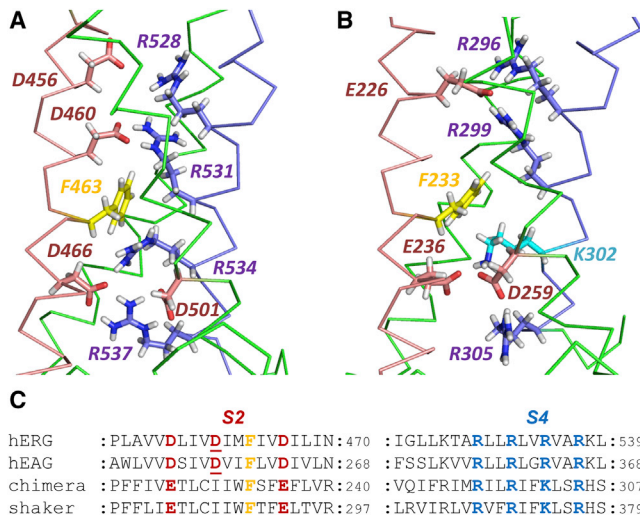 A
R528
D456
D460
R531
F463
D466
R534
D501
R537
B
R296
E226
R299
F233
E236
K302
D259
R305
C
S2 S4
hERG :PLAVVDLIVDIMFIVDILIN:470 :IGLLKTARLLRLVRVARKL:539
hEAG :AWLVVDSIVDVIFLVDIVLN:268 :FSSLKVVRLLRLGRVARKL:368
chimera :PFFIVETLCIIWFSFEFLVR:240 :VQIFRIMRILRIFKLSRHS:307
shaker :PFFLIETLCIIWFTFELTVR:297 :LRVIRLVRVFRIFKLSRHS:379